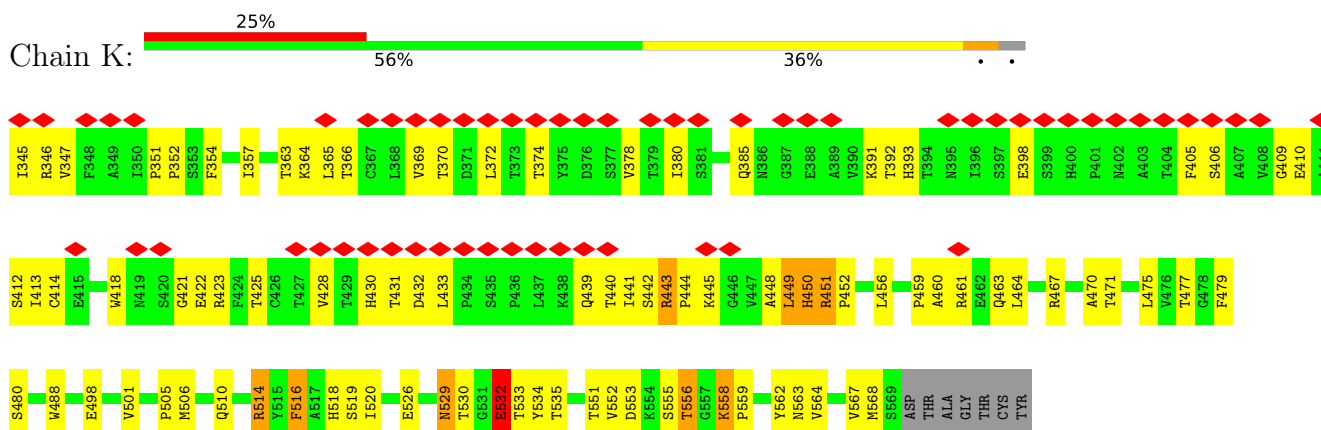 25%
Chain K:
56% 36% • •
I345 R346 V347 F348 A349 I350 P351 P352 S353 F354 I357 T363 K364 L365 T366 C367 L368 V369 T370 D371 L372 T373 T374 Y375 D376 S377 V378 T379 I380 S381 Q385 N386 G387 E388 A389 V390 K391 T392 H393 T394 N395 I396 S397 E398 S399 H400 P401 N402 A403 T404 F405 S406 A407 V408 G409 E410
S412 I413 C414 E415 W418 N419 S420 G421 E422 R423 F424 T425 C426 T427 V428 T429 H430 T431 D432 L433 P434 S435 P436 L437 K438 Q439 T440 I441 S442 R443 P444 K445 G446 V447 A448 L449 H450 R451 P452 L456 P459 A460 R461 E462 Q463 L464 R467 A470 T471 L475 V476 T477 G478 F479
S480 W488 E498 V501 P505 M506 Q510 R514 Y515 F516 A517 H518 S519 I520 E526 N529 T530 G531 E532 T533 Y534 T535 T551 V552 D553 K554 S555 T556 G557 K558 P559 Y562 N563 V564 V567 M568 S569 ASP THR ALA GLY THR CYS TYR